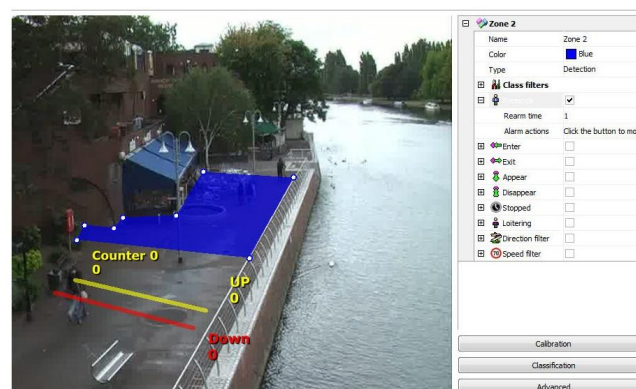 Zone 2
Name Zone 2
Color Blue
Type Detection
Class filters
Rearm time 1
Alarm actions Click the button to mo
Enter
Exit
Appear
Disappear
Stopped
Loitering
Direction filter
Speed filter
Counter 0
0
UP
0
Down
0
Calibration
Classification
Advanced